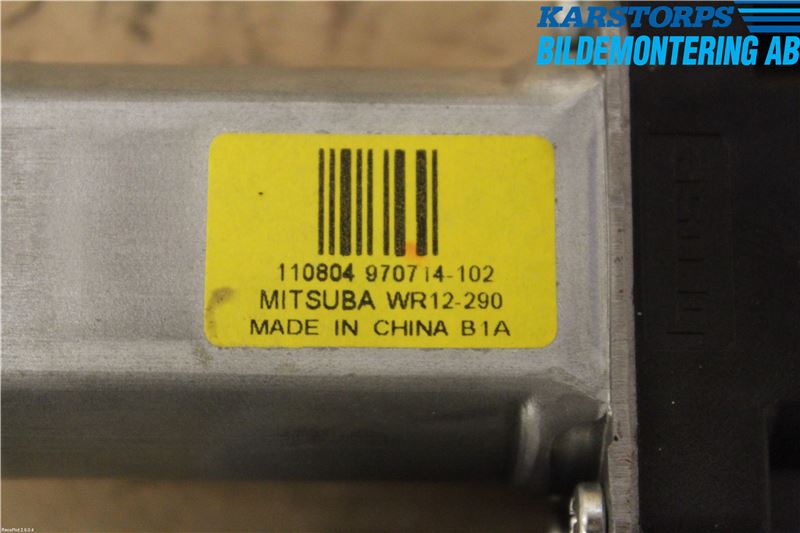 KARSTORPS
BILDEMONTERING AB
110804 970714-102
MITSUBA WR12-290
MADE IN CHINA B1A